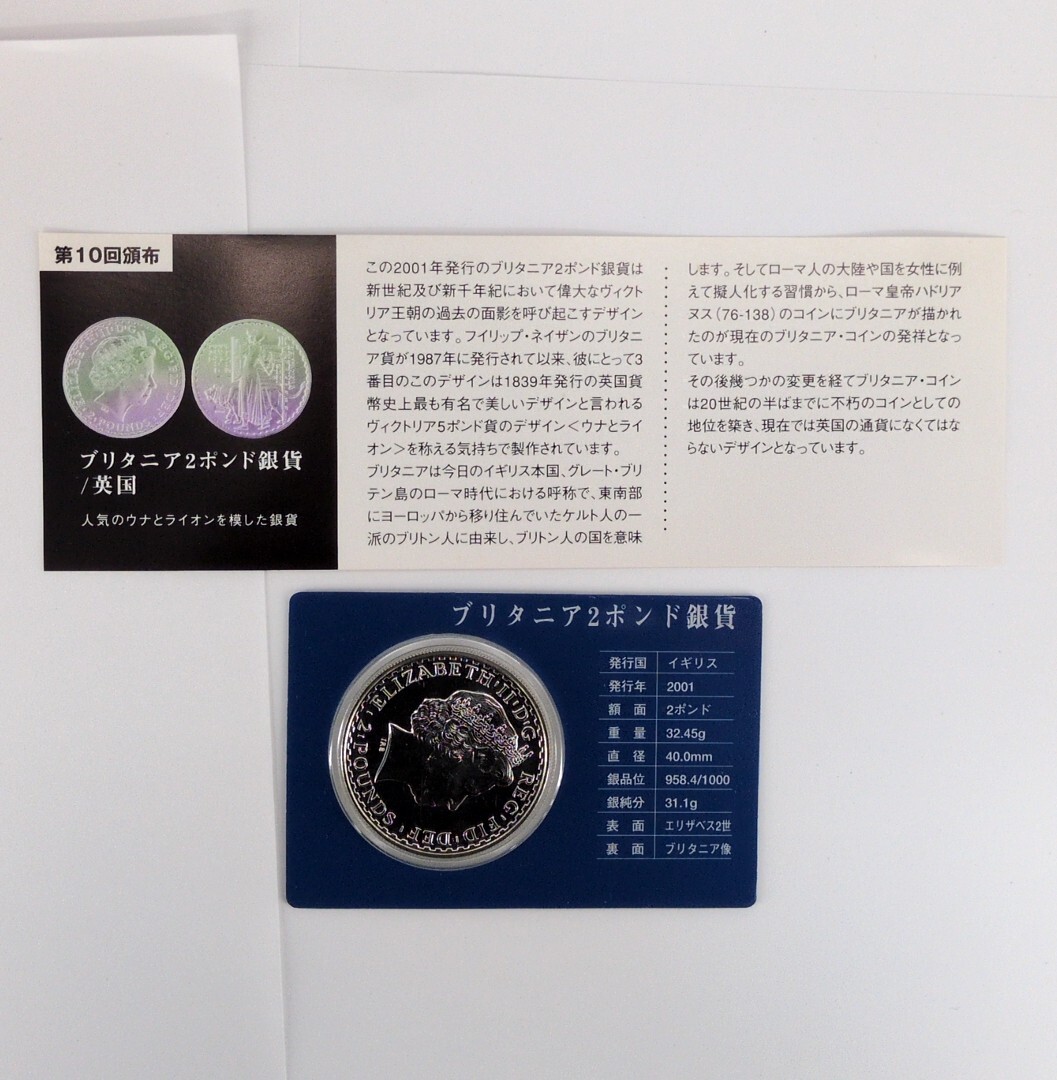 第10回頒布
ブリタニア2ポンド銀貨
/英国
人気のウナとライオンを模した銀貨
この2001年発行のブリタニア2ポンド銀貨は
新世紀及び新千年紀において偉大なヴィクト
リア王朝の過去の面影を呼び起こすデザイン
となっています。フイリップ・ネイザンのブリタニ
ア貨が1987年に発行されて以来、彼にとって3
番目のこのデザインは1839年発行の英国貨
幣史上最も有名で美しいデザインと言われる
ヴィクトリア5ポンド貨のデザイン<ウナとライ
オン>を称える気持ちで製作されています。
ブリタニアは今日のイギリス本国、グレート・ブリ
テン島のローマ時代における呼称で、東南部
にヨーロッパから移り住んでいたケルト人の一
派のブリトン人に由来し、ブリトン人の国を意味
します。そしてローマ人の大陸や国を女性に例
えて擬人化する習慣から、ローマ皇帝ハドリア
ヌス(76-138)のコインにブリタニアが描かれ
たのが現在のブリタニア・コインの発祥となっ
ています。
その後幾つかの変更を経てブリタニア・コイン
は20世紀の半ばまでに不朽のコインとしての
地位を築き、現在では英国の通貨になくてはな
らないデザインとなっています。
ブリタニア2ポンド銀貨
発行国 イギリス
発行年 2001
額面 2ポンド
重量 32.45g
直径 40.0mm
銀品位 958.4/1000
銀純分 31.1g
表面 エリザベス2世
裏面 ブリタニア像
ELIZABETH·II·D·G REG·FID·DEF 2·POUNDS